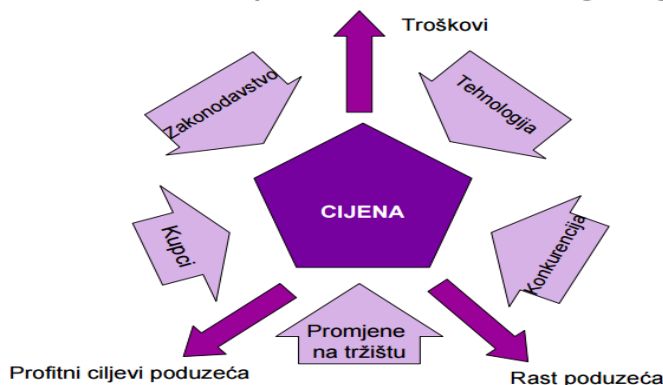 Troškovi
Zakonodavstvo
Tehnologija
CIJENA
Kupci
Konkurencija
Promjene
na tržištu
Profitni ciljevi poduzeća
Rast poduzeća